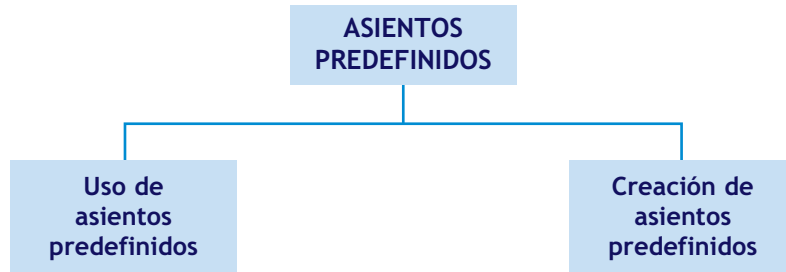 ASIENTOS
PREDEFINIDOS
Uso de
asientos
predefinidos
Creación de
asientos
predefinidos